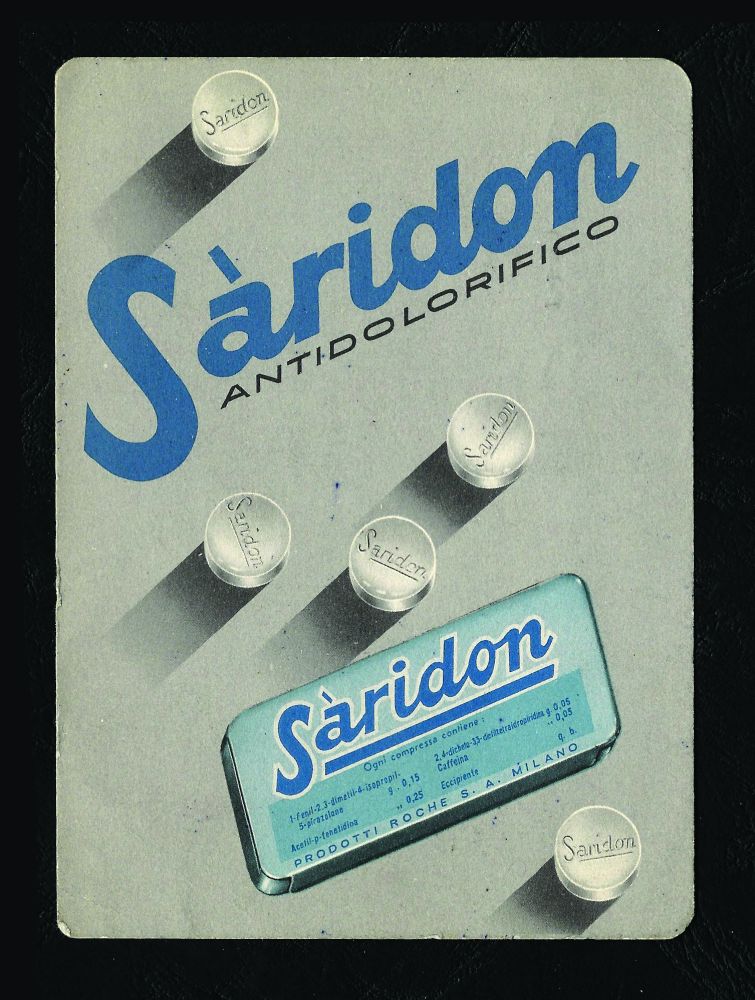 Saridon
Sàridon
ANTIDOLORIFICO
Saridon
Saridon
Saridon
Sàridon
Ogni compressa contiene:
1-Fenil-2.3-dimetil-4-isopropil-
5-pirazolone g. 0,15
Acetil-p-fenetidina ,, 0,25
2,4-dicheto-3,3-dietiltetraidropiridina g. 0,05
Caffeina ,, 0,05
Eccipiente q. b.
PRODOTTI ROCHE S. A. MILANO
Saridon